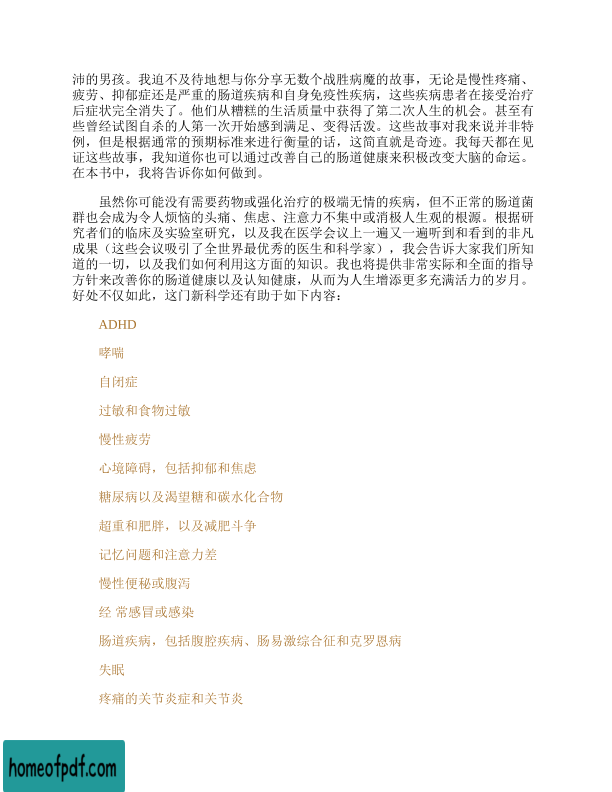 沛的男孩。我迫不及待地想与你分享无数个战胜病魔的故事，无论是慢性疼痛、
疲劳、抑郁症还是严重的肠道疾病和自身免疫性疾病，这些疾病患者在接受治疗
后症状完全消失了。他们从糟糕的生活质量中获得了第二次人生的机会。甚至有
些曾经试图自杀的人第一次开始感到满足、变得活泼。这些故事对我来说并非特
例，但是根据通常的预期标准来进行衡量的话，这简直就是奇迹。我每天都在见
证这些故事，我知道你也可以通过改善自己的肠道健康来积极改变大脑的命运。
在本书中，我将告诉你如何做到。
虽然你可能没有需要药物或强化治疗的极端无情的疾病，但不正常的肠道菌
群也会成为令人烦恼的头痛、焦虑、注意力不集中或消极人生观的根源。根据研
究者们的临床及实验室研究，以及我在医学会议上一遍又一遍听到和看到的非凡
成果（这些会议吸引了全世界最优秀的医生和科学家），我会告诉大家我们所知
道的一切，以及我们如何利用这方面的知识。我也将提供非常实际和全面的指导
方针来改善你的肠道健康以及认知健康，从而为人生增添更多充满活力的岁月。
好处不仅如此，这门新科学还有助于如下内容：
ADHD
哮喘
自闭症
过敏和食物过敏
慢性疲劳
心境障碍，包括抑郁和焦虑
糖尿病以及渴望糖和碳水化合物
超重和肥胖，以及减肥斗争
记忆问题和注意力差
慢性便秘或腹泻
经 常感冒或感染
肠道疾病，包括腹腔疾病、肠易激综合征和克罗恩病
失眠
疼痛的关节炎症和关节炎
homeofpdf.com